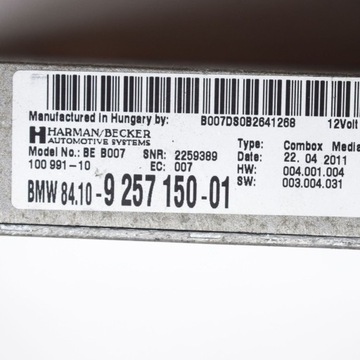 Manufactured in Hungary by: B007DS0B2641268 12Volt
HARMAN/BECKER
AUTOMOTIVE SYSTEMS
Type: Combox Media
Model No.: BE B007 SNR: 2259389 Date: 22. 04 2011
100 991-10 EC: 007 HW: 004.001.004
SW: 003.004.031
BMW 84.10- 9 257 150-01